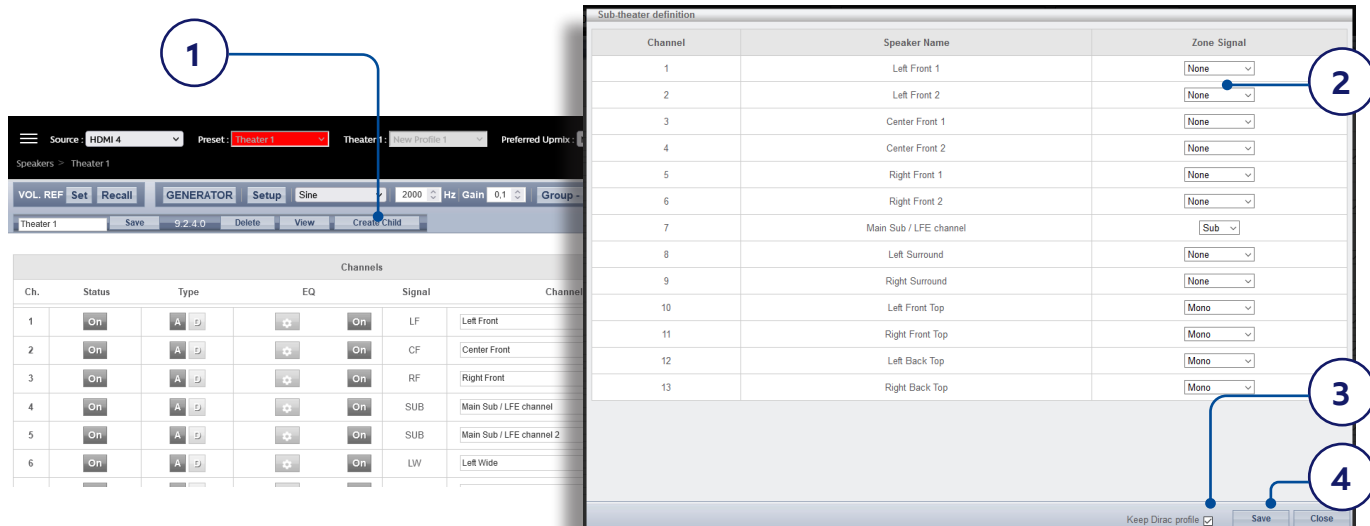 1
Source : HDMI 4 Preset : Theater 1 Theater 1 : New Profile 1 Preferred Upmix :
Speakers > Theater 1
VOL. REF Set Recall GENERATOR Setup Sine 2000 Hz Gain 0,1 Group -
Theater 1 Save 9.2.4.0 Delete View Create Child
Channels
Ch. Status Type EQ Signal Channel
1 On A D On LF Left Front
2 On A D On CF Center Front
3 On A D On RF Right Front
4 On A D On SUB Main Sub / LFE channel
5 On A D On SUB Main Sub / LFE channel 2
6 On A D On LW Left Wide
Sub-theater definition
Channel Speaker Name Zone Signal
1 Left Front 1 None
2
2 Left Front 2 None
3 Center Front 1 None
4 Center Front 2 None
5 Right Front 1 None
6 Right Front 2 None
7 Main Sub / LFE channel Sub
8 Left Surround None
9 Right Surround None
10 Left Front Top Mono
11 Right Front Top Mono
12 Left Back Top Mono
13 Right Back Top Mono
3
4
Keep Dirac profile Save Close